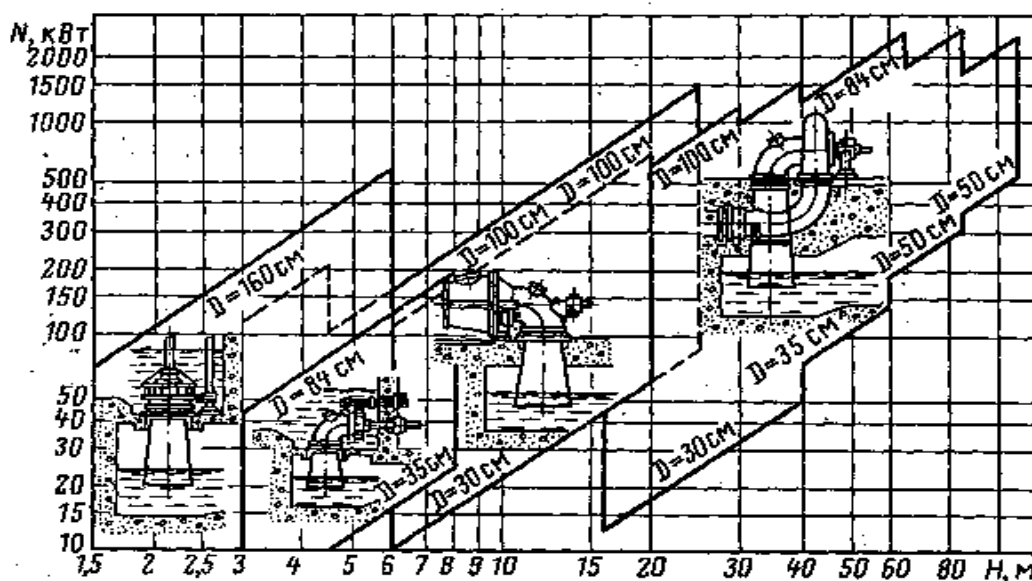 N, кВт
2000
1500
1000
500
400
300
200
150
100
50
40
30
20
15
10
D=160 см
D=84 см
D=100 см
D=100 см
D=100 см
D=84 см
D=50 см
D=50 см
D=35 см
D=30 см
D=35 см
D=30 см
1,5 2 2,5 3 4 5 6 7 8 9 10 15 20 30 40 50 60 80 H, м